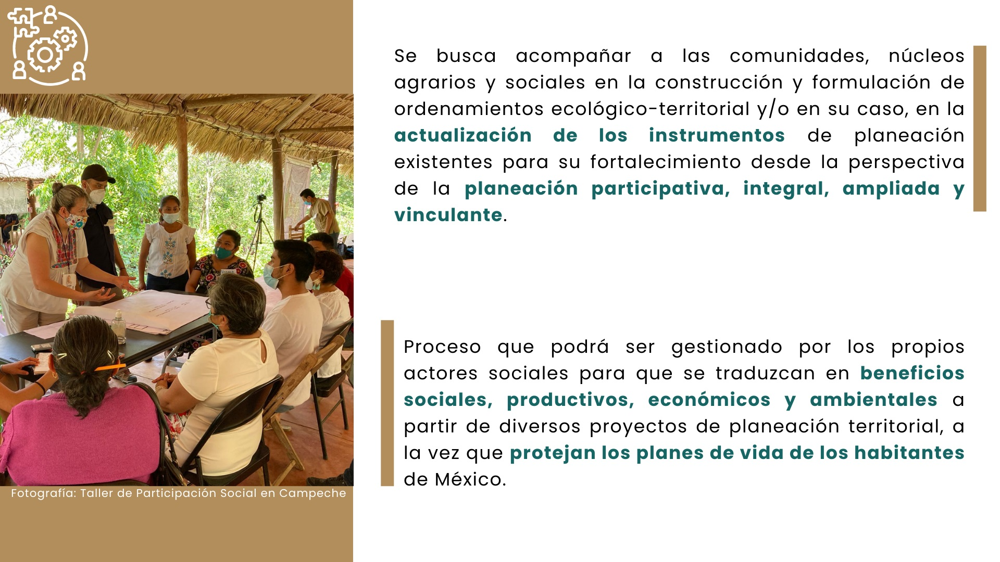 Se busca acompañar a las comunidades, núcleos
agrarios y sociales en la construcción y formulación de
ordenamientos ecológico-territorial y/o en su caso, en la
actualización de los instrumentos de planeación
existentes para su fortalecimiento desde la perspectiva
de la planeación participativa, integral, ampliada y
vinculante.
Proceso que podrá ser gestionado por los propios
actores sociales para que se traduzcan en beneficios
sociales, productivos, económicos y ambientales a
partir de diversos proyectos de planeación territorial, a
la vez que protejan los planes de vida de los habitantes
de México.
Fotografía: Taller de Participación Social en Campeche